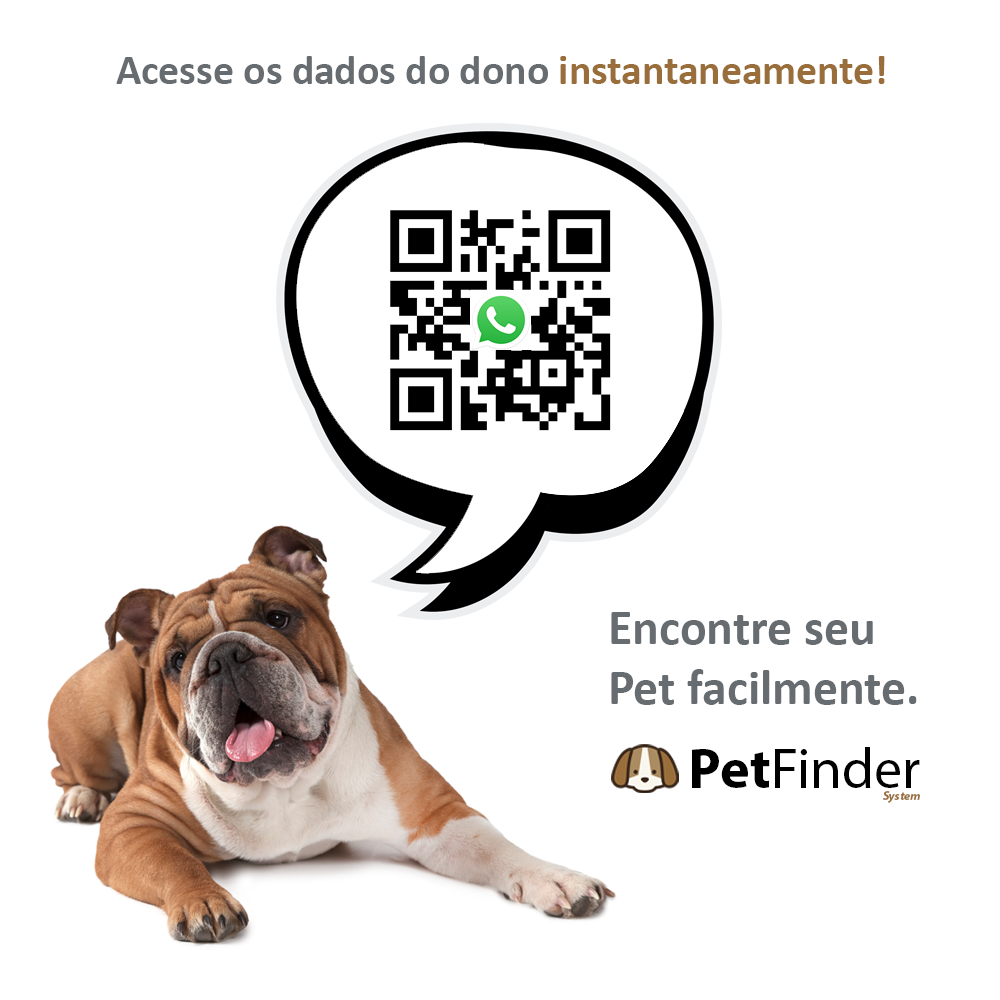 Acesse os dados do dono instantaneamente!
Encontre seu
Pet facilmente.
PetFinder
System